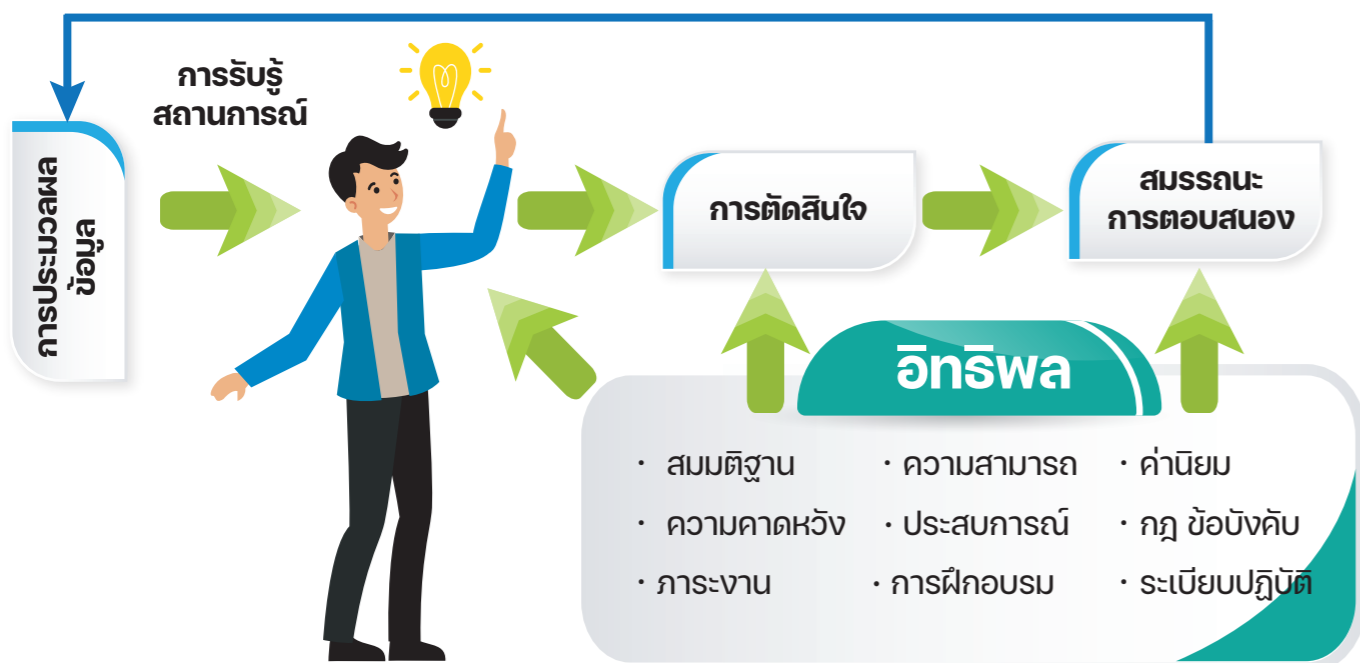 การรับรู้
สถานการณ์
การประมวลผล
ข้อมูล
การตัดสินใจ
สมรรถนะ
การตอบสนอง
อิทธิพล
· สมมติฐาน
· ความสามารถ
· ค่านิยม
· ความคาดหวัง
· ประสบการณ์
· กฎ ข้อบังคับ
· ภาระงาน
· การฝึกอบรม
· ระเบียบปฏิบัติ